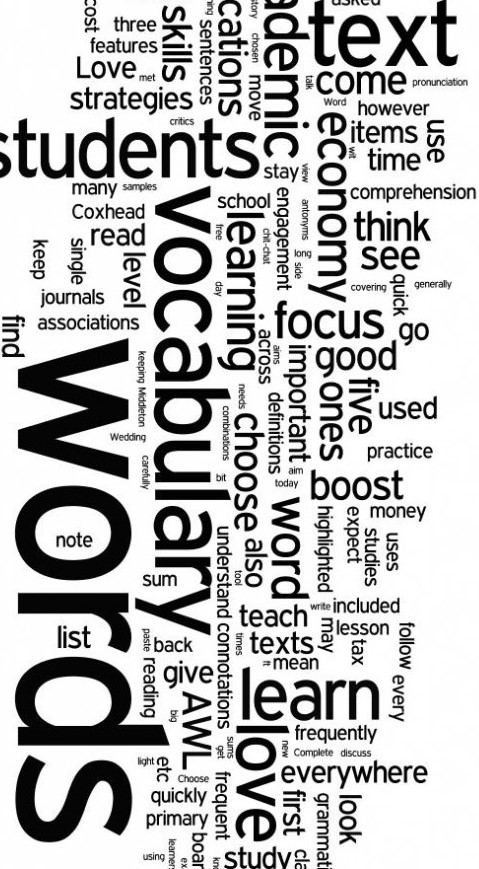 asked
cost
three
skills
cations
story
ademic
text
features
sentences
chosen
Love
met
move
talk
come
pronunciation
strategies
Word
however
critics
economy
items
use
students
wit
time
stay
view
many
samples
vocabulary
school
engagement
antonyms
comprehension
Coxhead
free
learning
chit-chat
think
read
keep
single
level
long
see
side
journals
day
covering
quick
generally
find
associations
focus
go
across
aims
Words
keeping
Middleton
important
good
ones
five
needs
definitions
used
combinations
choose
Wedding
practice
carefully
aim
bit
today
boost
word
highlighted
money
expect
studies
uses
note
understand
also
sum
tool
teach
write
included
list
paste
back
connotations
times
texts
may
lesson
tax
follow
reading
give
it
mean
AWL
learn
every
big
love
frequently
sums
get
new
Complete
discuss
light
etc
Choose
everywhere
quickly
frequent
first
look
primary
using
study